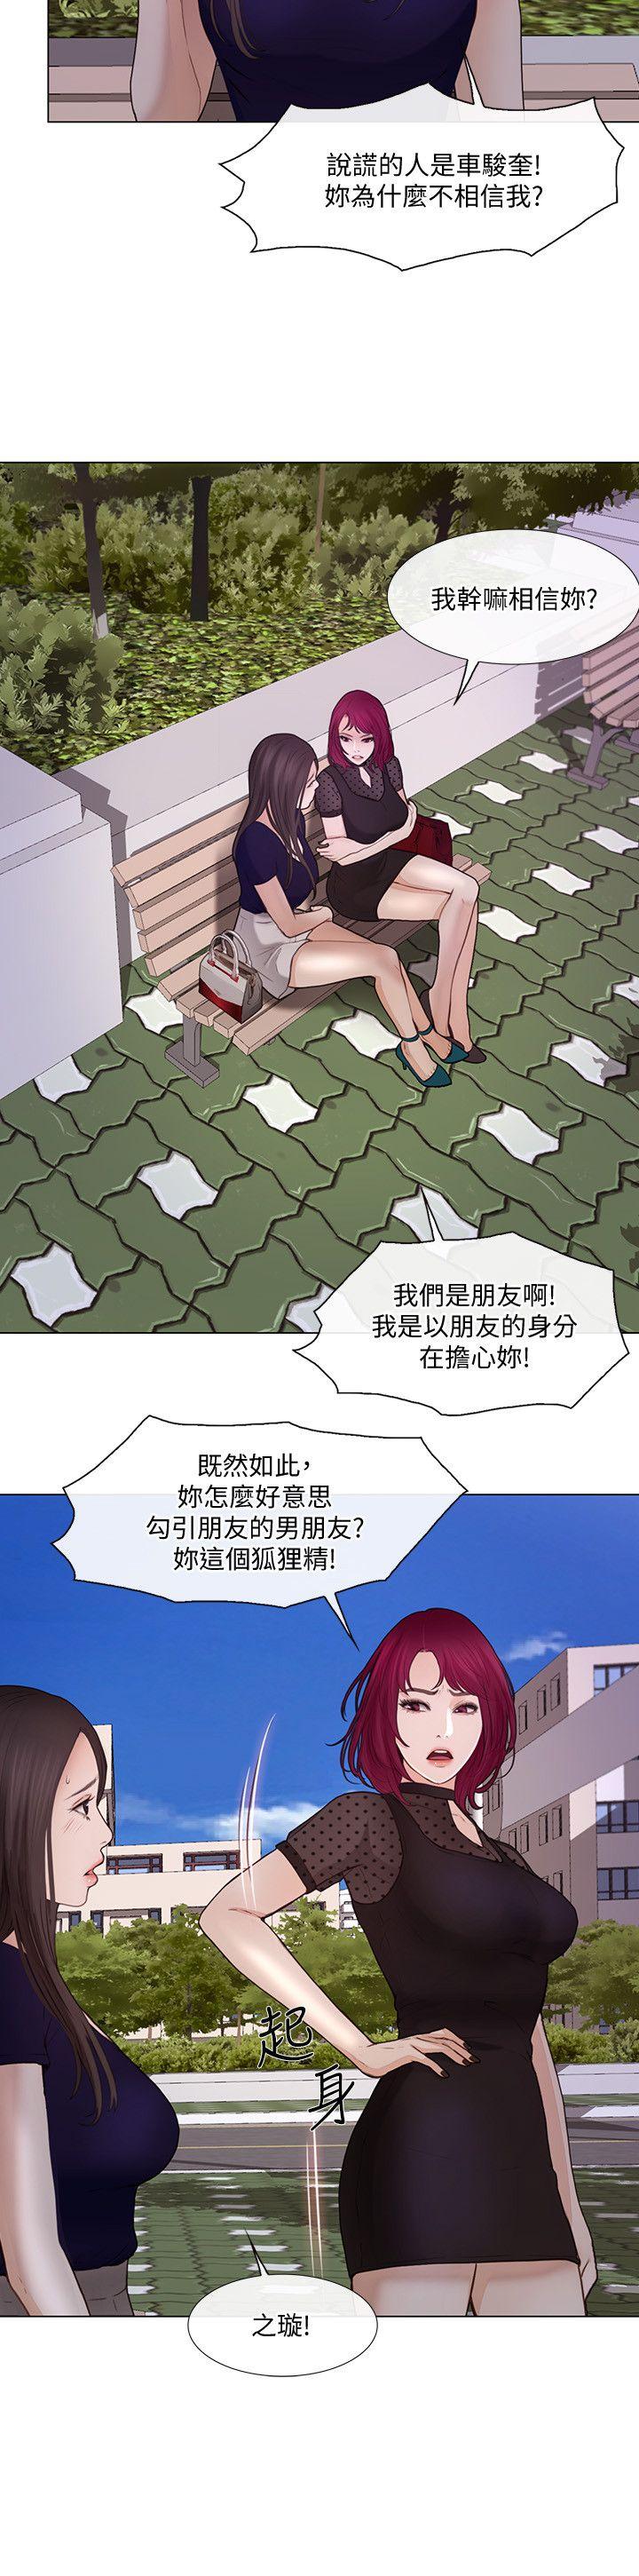 說謊的人是車駿奎!
妳為什麼不相信我?
我幹嘛相信妳?
我們是朋友啊!
我是以朋友的身分
在擔心妳!
既然如此,
妳怎麼好意思
勾引朋友的男朋友?
妳這個狐狸精!
起身
之璇!